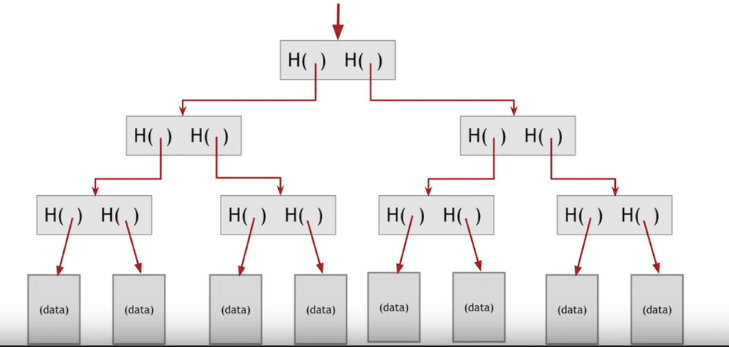 H( ) H( )
H( ) H( ) H( ) H( )
H( ) H( ) H( ) H( ) H( ) H( ) H( ) H( )
(data) (data) (data) (data) (data) (data) (data) (data)